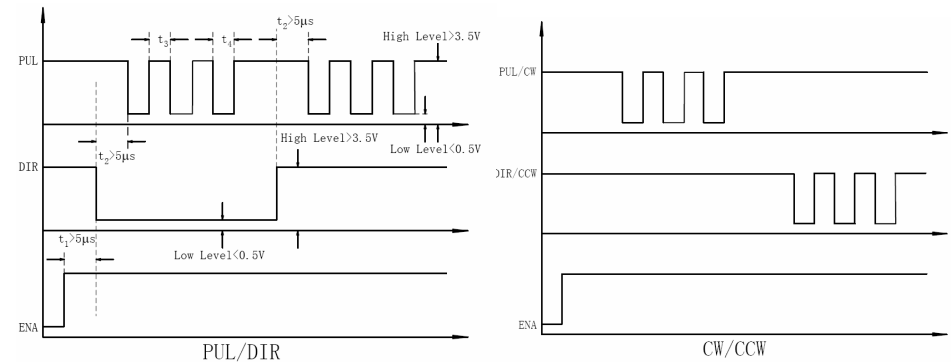 t2>5µs
t3
t4
High Level>3.5V
PUL
High Level>3.5V
Low Level<0.5V
t2>5µs
DIR
t1>5µs
Low Level<0.5V
ENA
PUL/DIR
PUL/CW
DIR/CCW
ENA
CW/CCW